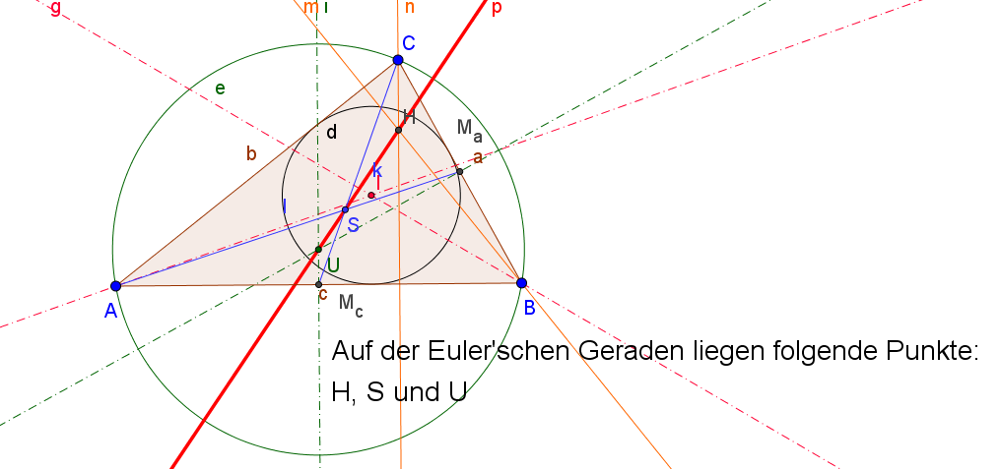 g
m
i
n
p
C
e
H
M
a
d
b
a
k
I
l
S
U
c
M
c
A
B
Auf der Euler'schen Geraden liegen folgende Punkte:
H, S und U